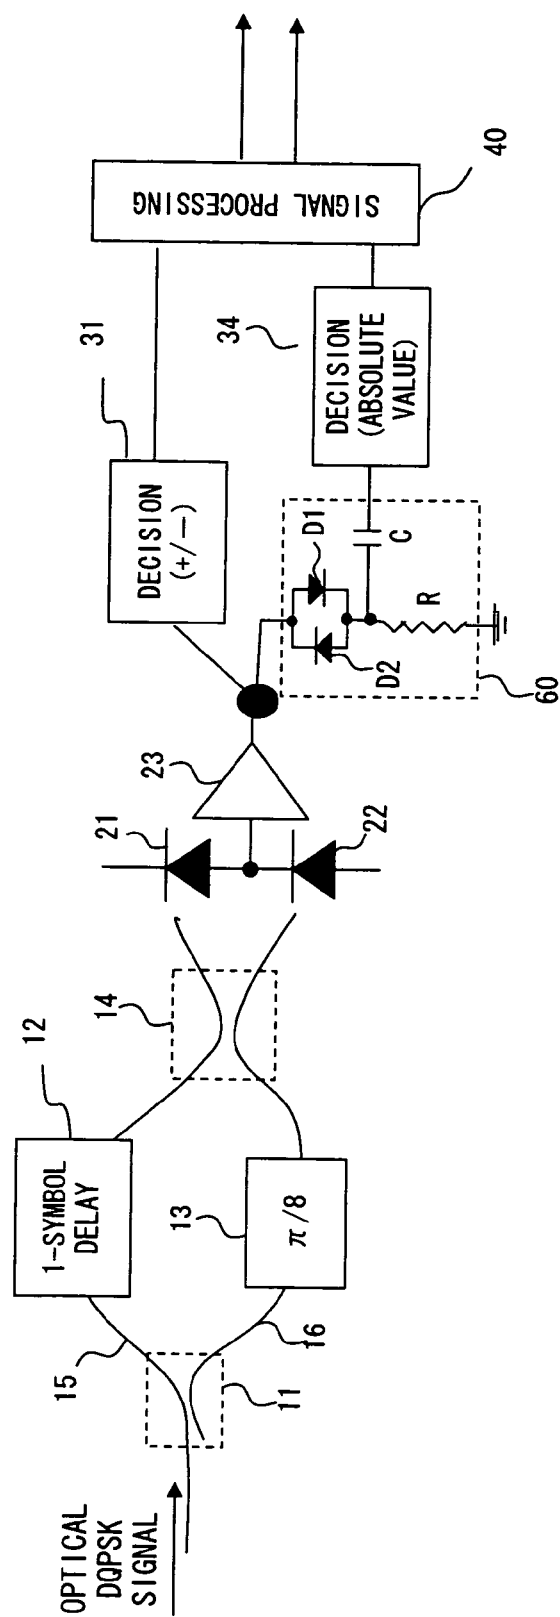 OPTICAL
DQPSK
SIGNAL
15
11
16
1-SYMBOL
DELAY
12
13
π/8
14
21
22
23
DECISION
(+/−)
31
D1
D2
R
C
60
DECISION
(ABSOLUTE
VALUE)
34
SIGNAL PROCESSING
40